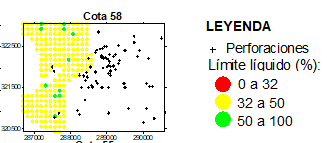 Cota 58
LEYENDA
Perforaciones
Límite líquido (%):
0 a 32
32 a 50
50 a 100
322500
321500
320500
287000 288000 289000 290000